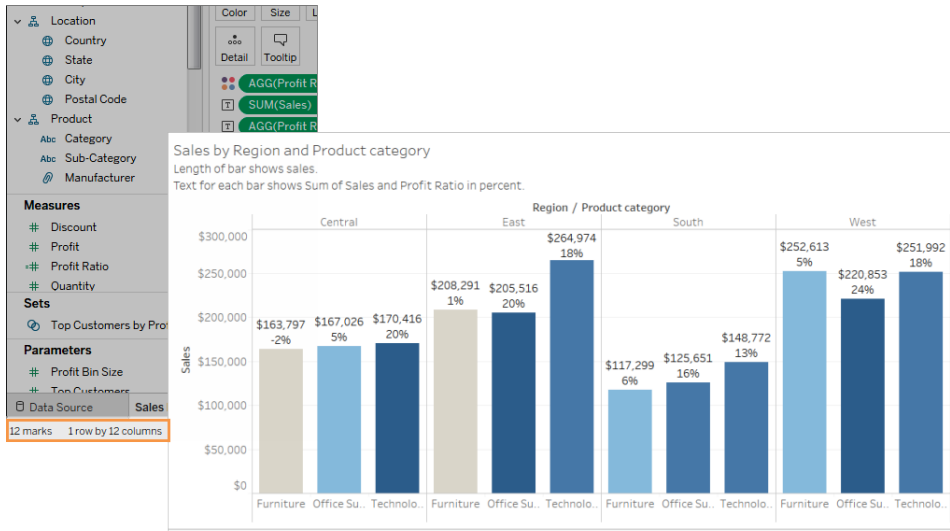 Location
Country
State
City
Postal Code
Product
Abc Category
Abc Sub-Category
Manufacturer
Measures
# Discount
# Profit
=# Profit Ratio
# Quantity
Sets
Top Customers by Prof
Parameters
# Profit Bin Size
# Top Customers
Data Source Sales
12 marks 1 row by 12 columns
Color Size L
Detail Tooltip
AGG(Profit R
T SUM(Sales)
T AGG(Profit R
Sales by Region and Product category
Length of bar shows sales.
Text for each bar shows Sum of Sales and Profit Ratio in percent.
Region / Product category
Central East South West
Sales
$300,000
$250,000
$200,000
$150,000
$100,000
$50,000
$0
$163,797
-2%
$167,026
5%
$170,416
20%
$208,291
1%
$205,516
20%
$264,974
18%
$117,299
6%
$125,651
16%
$148,772
13%
$252,613
5%
$220,853
24%
$251,992
18%
Furniture Office Su.. Technolo.. Furniture Office Su.. Technolo.. Furniture Office Su.. Technolo.. Furniture Office Su.. Technolo..